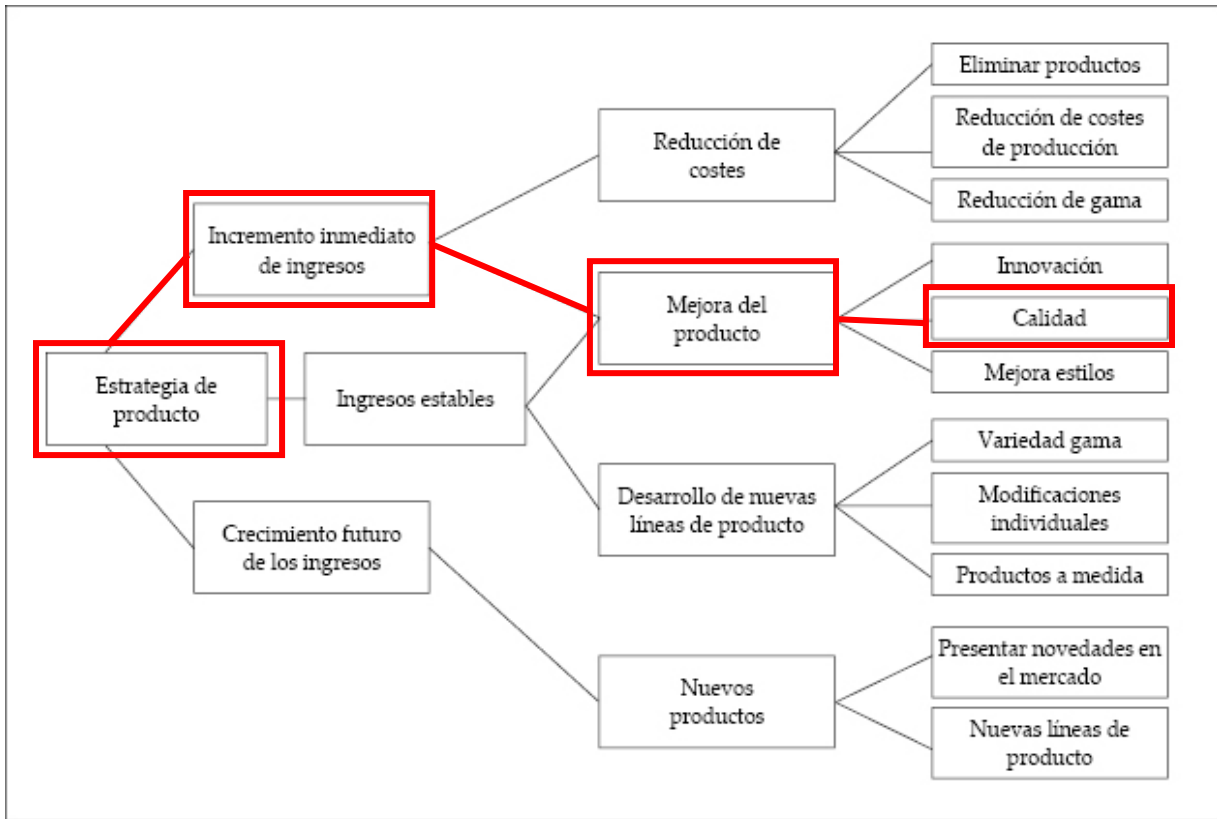 Eliminar productos
Reducción de costes
de producción
Reducción de gama
Reducción de
costes
Incremento inmediato
de ingresos
Innovación
Calidad
Mejora estilos
Mejora del
producto
Estrategia de
producto
Ingresos estables
Variedad gama
Modificaciones
individuales
Productos a medida
Desarrollo de nuevas
líneas de producto
Crecimiento futuro
de los ingresos
Presentar novedades en
el mercado
Nuevas líneas de
producto
Nuevos
productos